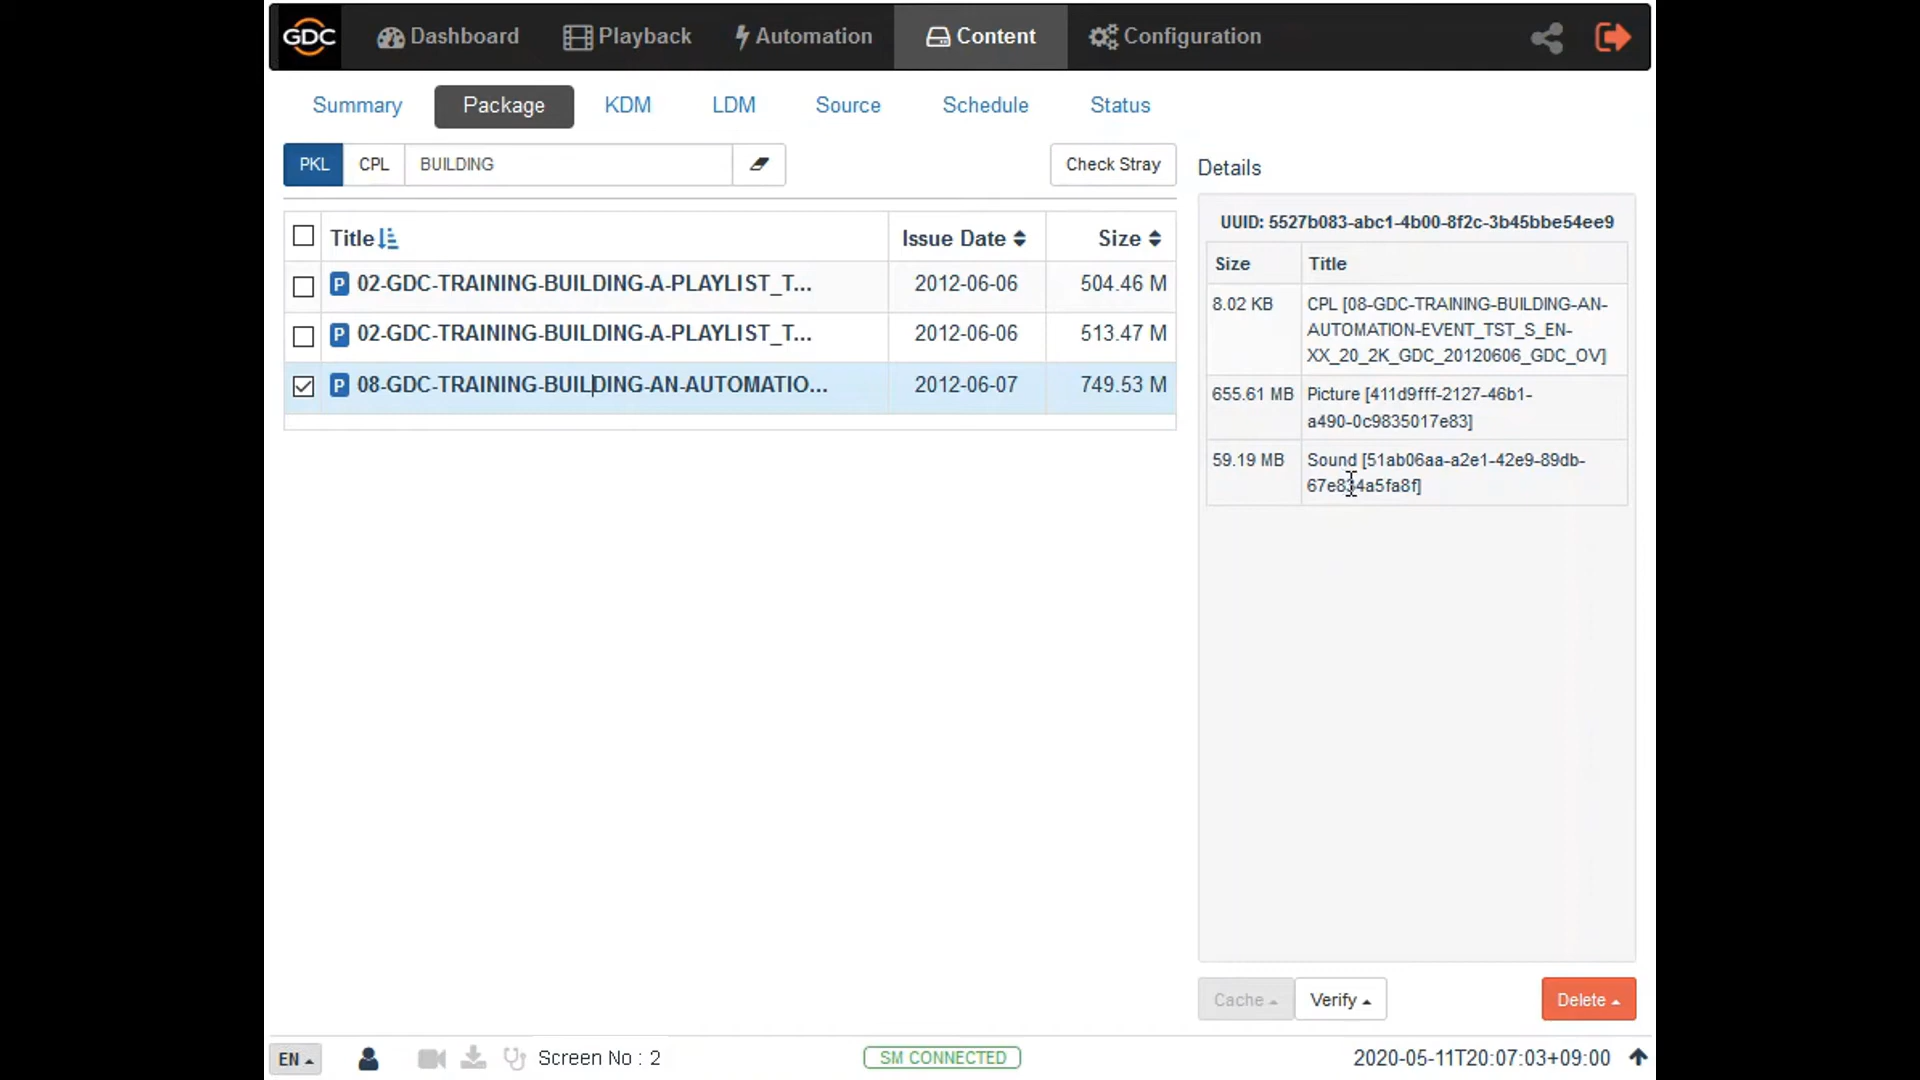 GDC Dashboard Playback Automation Content Configuration
Summary Package KDM LDM Source Schedule Status
PKL CPL BUILDING Check Stray
Title Issue Date Size
P 02-GDC-TRAINING-BUILDING-A-PLAYLIST_T... 2012-06-06 504.46 M
P 02-GDC-TRAINING-BUILDING-A-PLAYLIST_T... 2012-06-06 513.47 M
P 08-GDC-TRAINING-BUILDING-AN-AUTOMATIO... 2012-06-07 749.53 M
Details
UUID: 5527b083-abc1-4b00-8f2c-3b45bbe54ee9
Size Title
8.02 KB CPL [08-GDC-TRAINING-BUILDING-AN-
AUTOMATION-EVENT_TST_S_EN-
XX_20_2K_GDC_20120606_GDC_OV]
655.61 MB Picture [411d9fff-2127-46b1-
a490-0c9835017e83]
59.19 MB Sound [51ab06aa-a2e1-42e9-89db-
67e834a5fa8f]
Cache Verify Delete
EN Screen No : 2 SM CONNECTED 2020-05-11T20:07:03+09:00